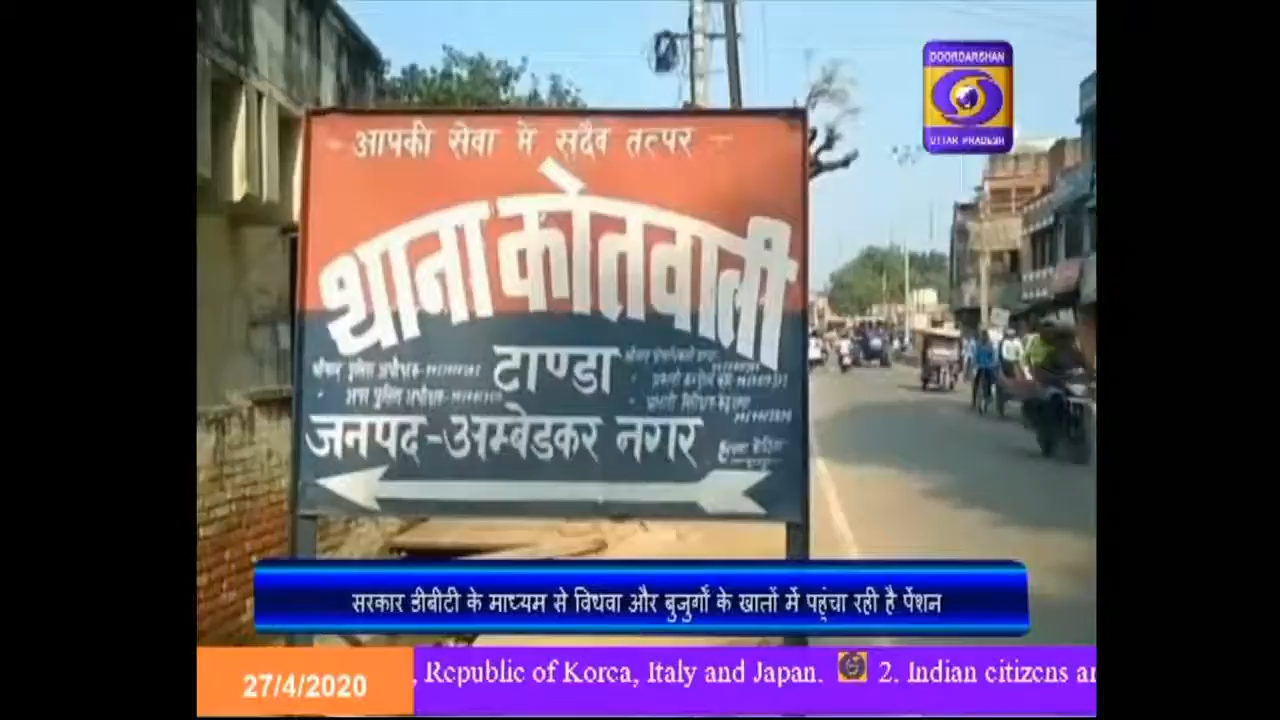 DOORDARSHAN
UTTAR PRADESH
आपकी सेवा मे सदैव तत्पर
थाना कोतवाली
टाण्डा
जनपद-अम्बेडकर नगर
सरकार डीबीटी के माध्यम से विधवा और बुजुर्गों के खातों में पहुंचा रही है पेंशन
27/4/2020
, Republic of Korea, Italy and Japan. 2. Indian citizens